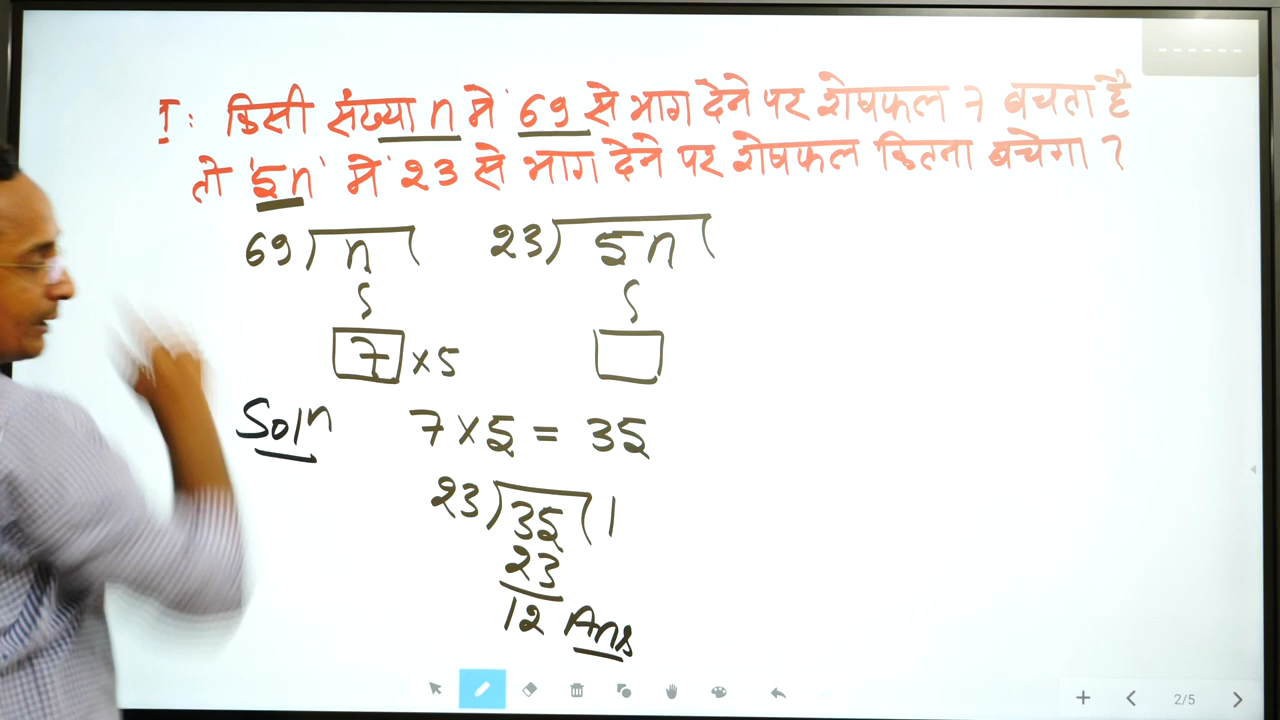 I: किसी संख्या n में 69 से भाग देने पर शेषफल 7 बचता है
तो '5n' में 23 से भाग देने पर शेषफल कितना बचेगा ?
69) n ( 23) 5n (
7 ×5
Soln 7 × 5 = 35
23) 35 ( 1
23
12 Ans
2/5